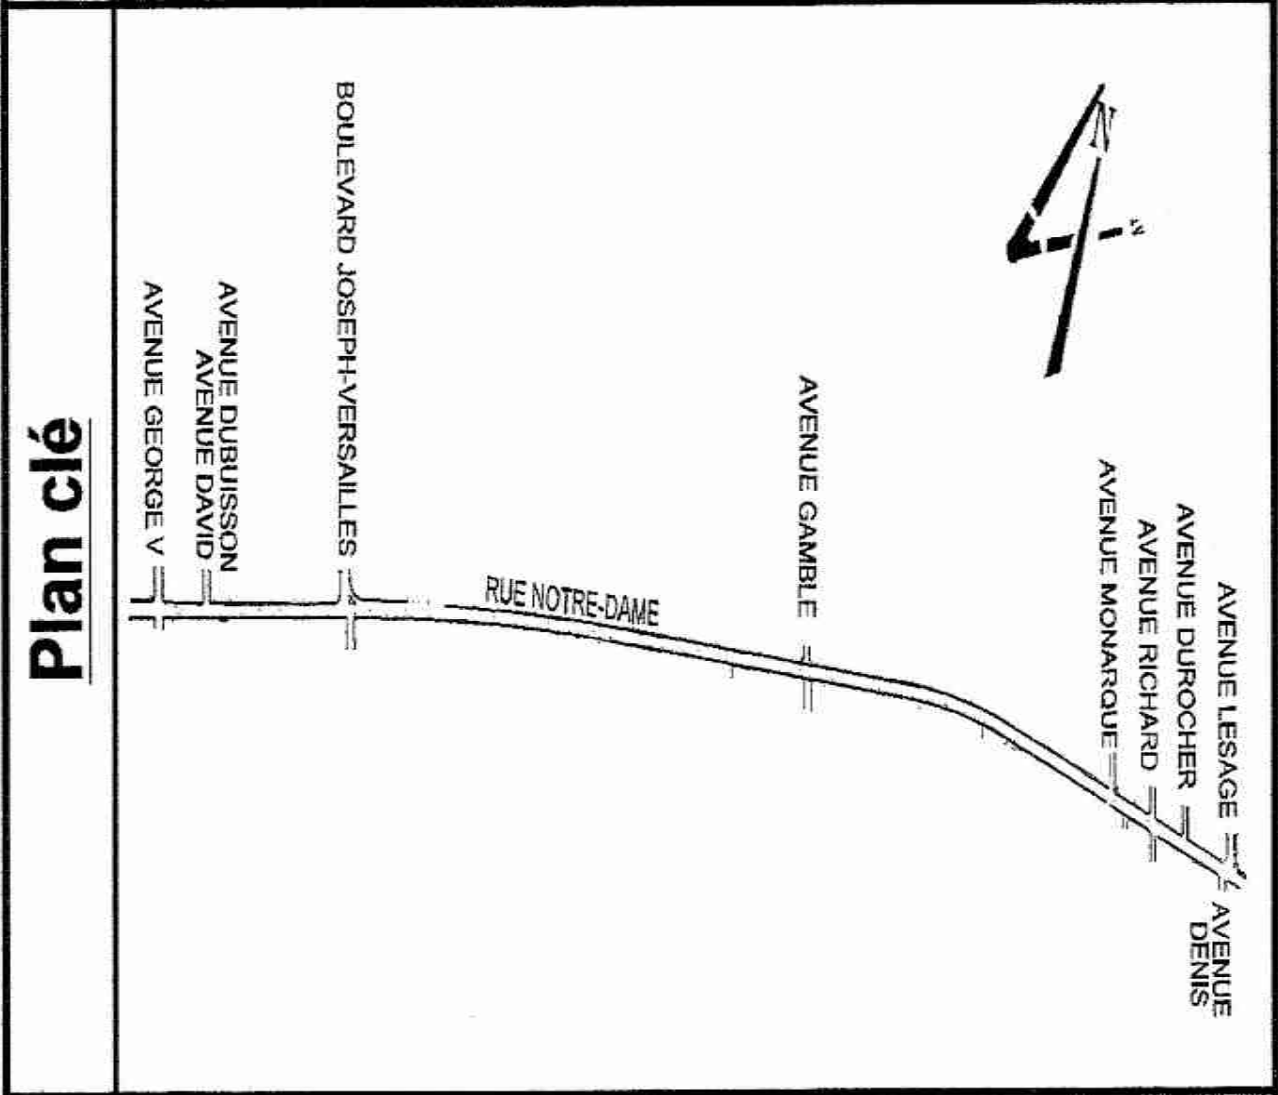 Plan clé
AVENUE GEORGE V
AVENUE DAVID
AVENUE DUBUISSON
BOULEVARD JOSEPH-VERSAILLES
RUE NOTRE-DAME
AVENUE GAMBLE
AVENUE MONARQUE
AVENUE RICHARD
AVENUE DUROCHER
AVENUE LESAGE
AVENUE
DENIS